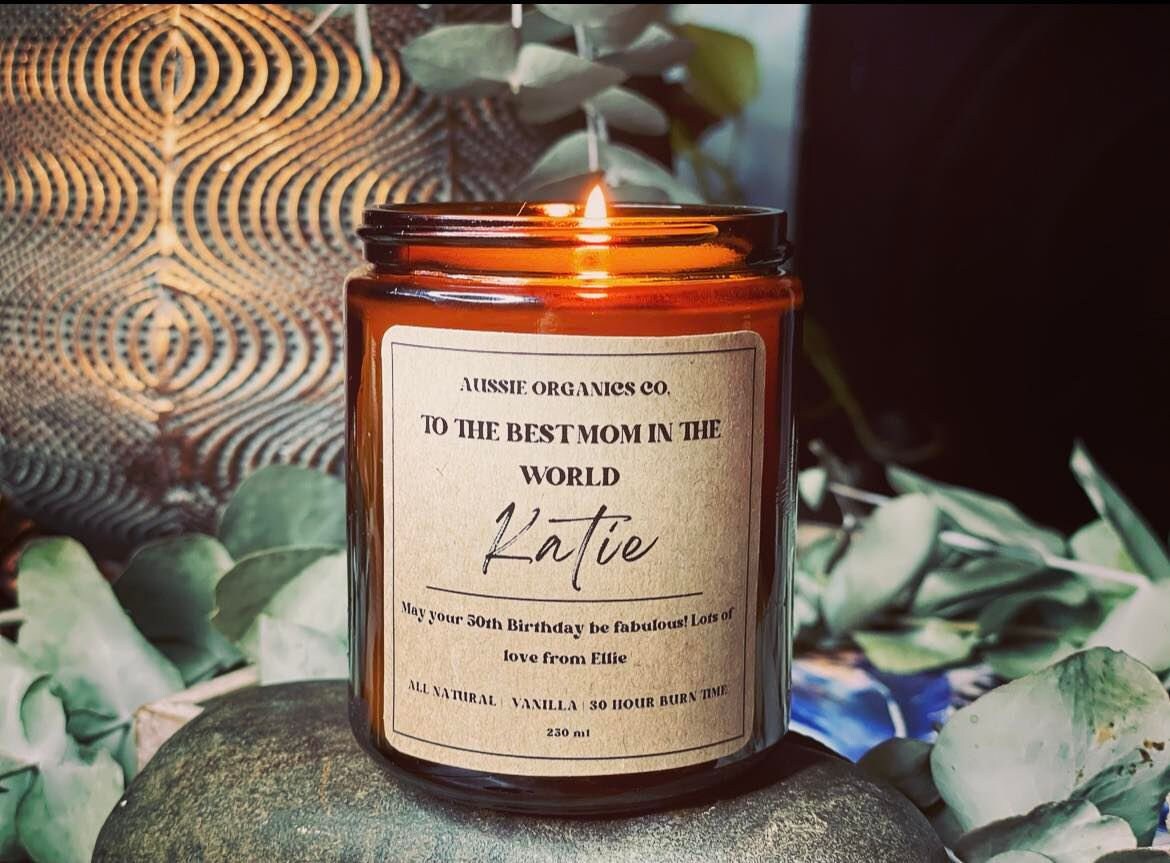 AUSSIE ORGANICS CO.
TO THE BEST MOM IN THE
WORLD
Katie
May your 50th Birthday be fabulous! Lots of
love from Ellie
ALL NATURAL | VANILLA | 30 HOUR BURN TIME
230 ml